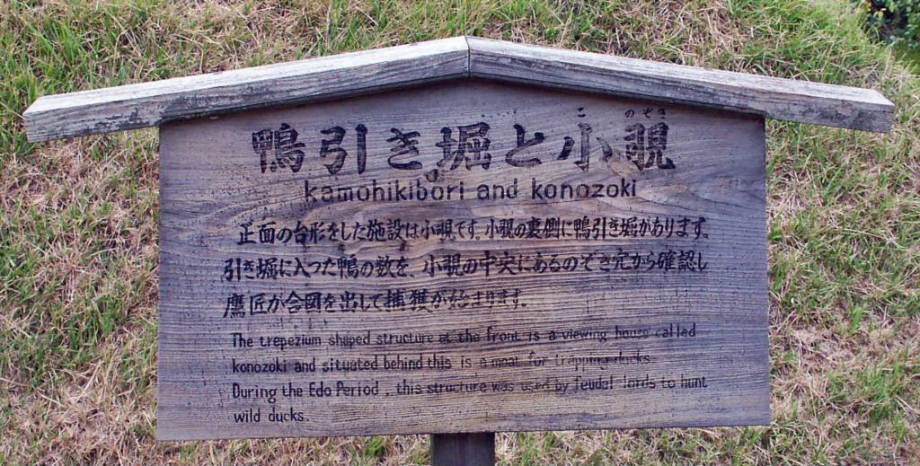 こ のぞき
鴨引き堀と小覗
kamohikibori and konozoki
正面の台形をした施設は小覗です。小覗の裏側に鴨引き堀があります。
引き堀に入った鴨の数を、小覗の中央にあるのぞき穴から確認し
鷹匠が合図を出して捕獲が始まります。
The trepezium shuped structure at the front is a viewing house called
konozoki and situated behind this is a moat for trapping ducks.
During the Edo Period , this structure was used by feudal lords to hunt
wild ducks.